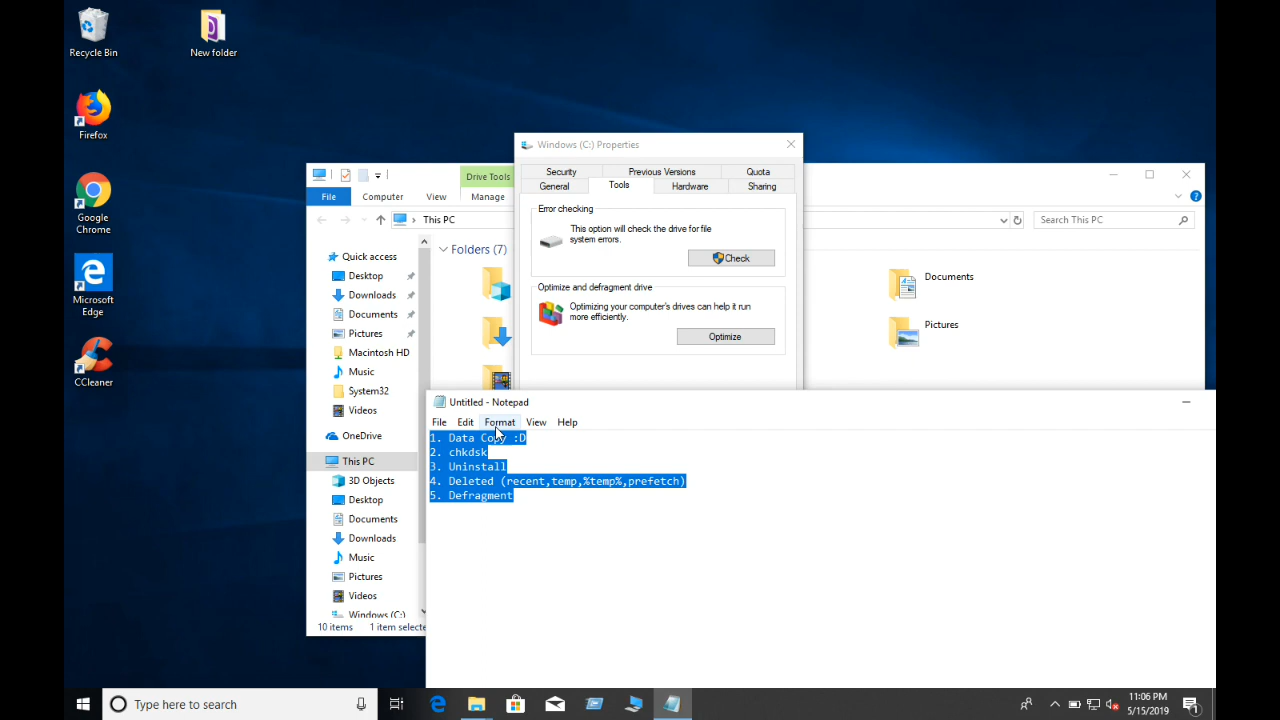 Recycle Bin
New folder
Firefox
Google
Chrome
Microsoft
Edge
CCleaner
Drive Tools
File
Computer
View
Manage
This PC
Search This PC
Quick access
Desktop
Downloads
Documents
Pictures
Macintosh HD
Music
System32
Videos
OneDrive
This PC
3D Objects
Desktop
Documents
Downloads
Music
Pictures
Videos
Windows (C:)
10 items
1 item selecte
Folders (7)
Documents
Pictures
Windows (C:) Properties
Security
Previous Versions
Quota
General
Tools
Hardware
Sharing
Error checking
This option will check the drive for file
system errors.
Check
Optimize and defragment drive
Optimizing your computer's drives can help it run
more efficiently.
Optimize
Untitled - Notepad
File
Edit
Format
View
Help
1. Data Copy :D
2. chkdsk
3. Uninstall
4. Deleted (recent,temp,%temp%,prefetch)
5. Defragment
Type here to search
11:06 PM
5/15/2019
1